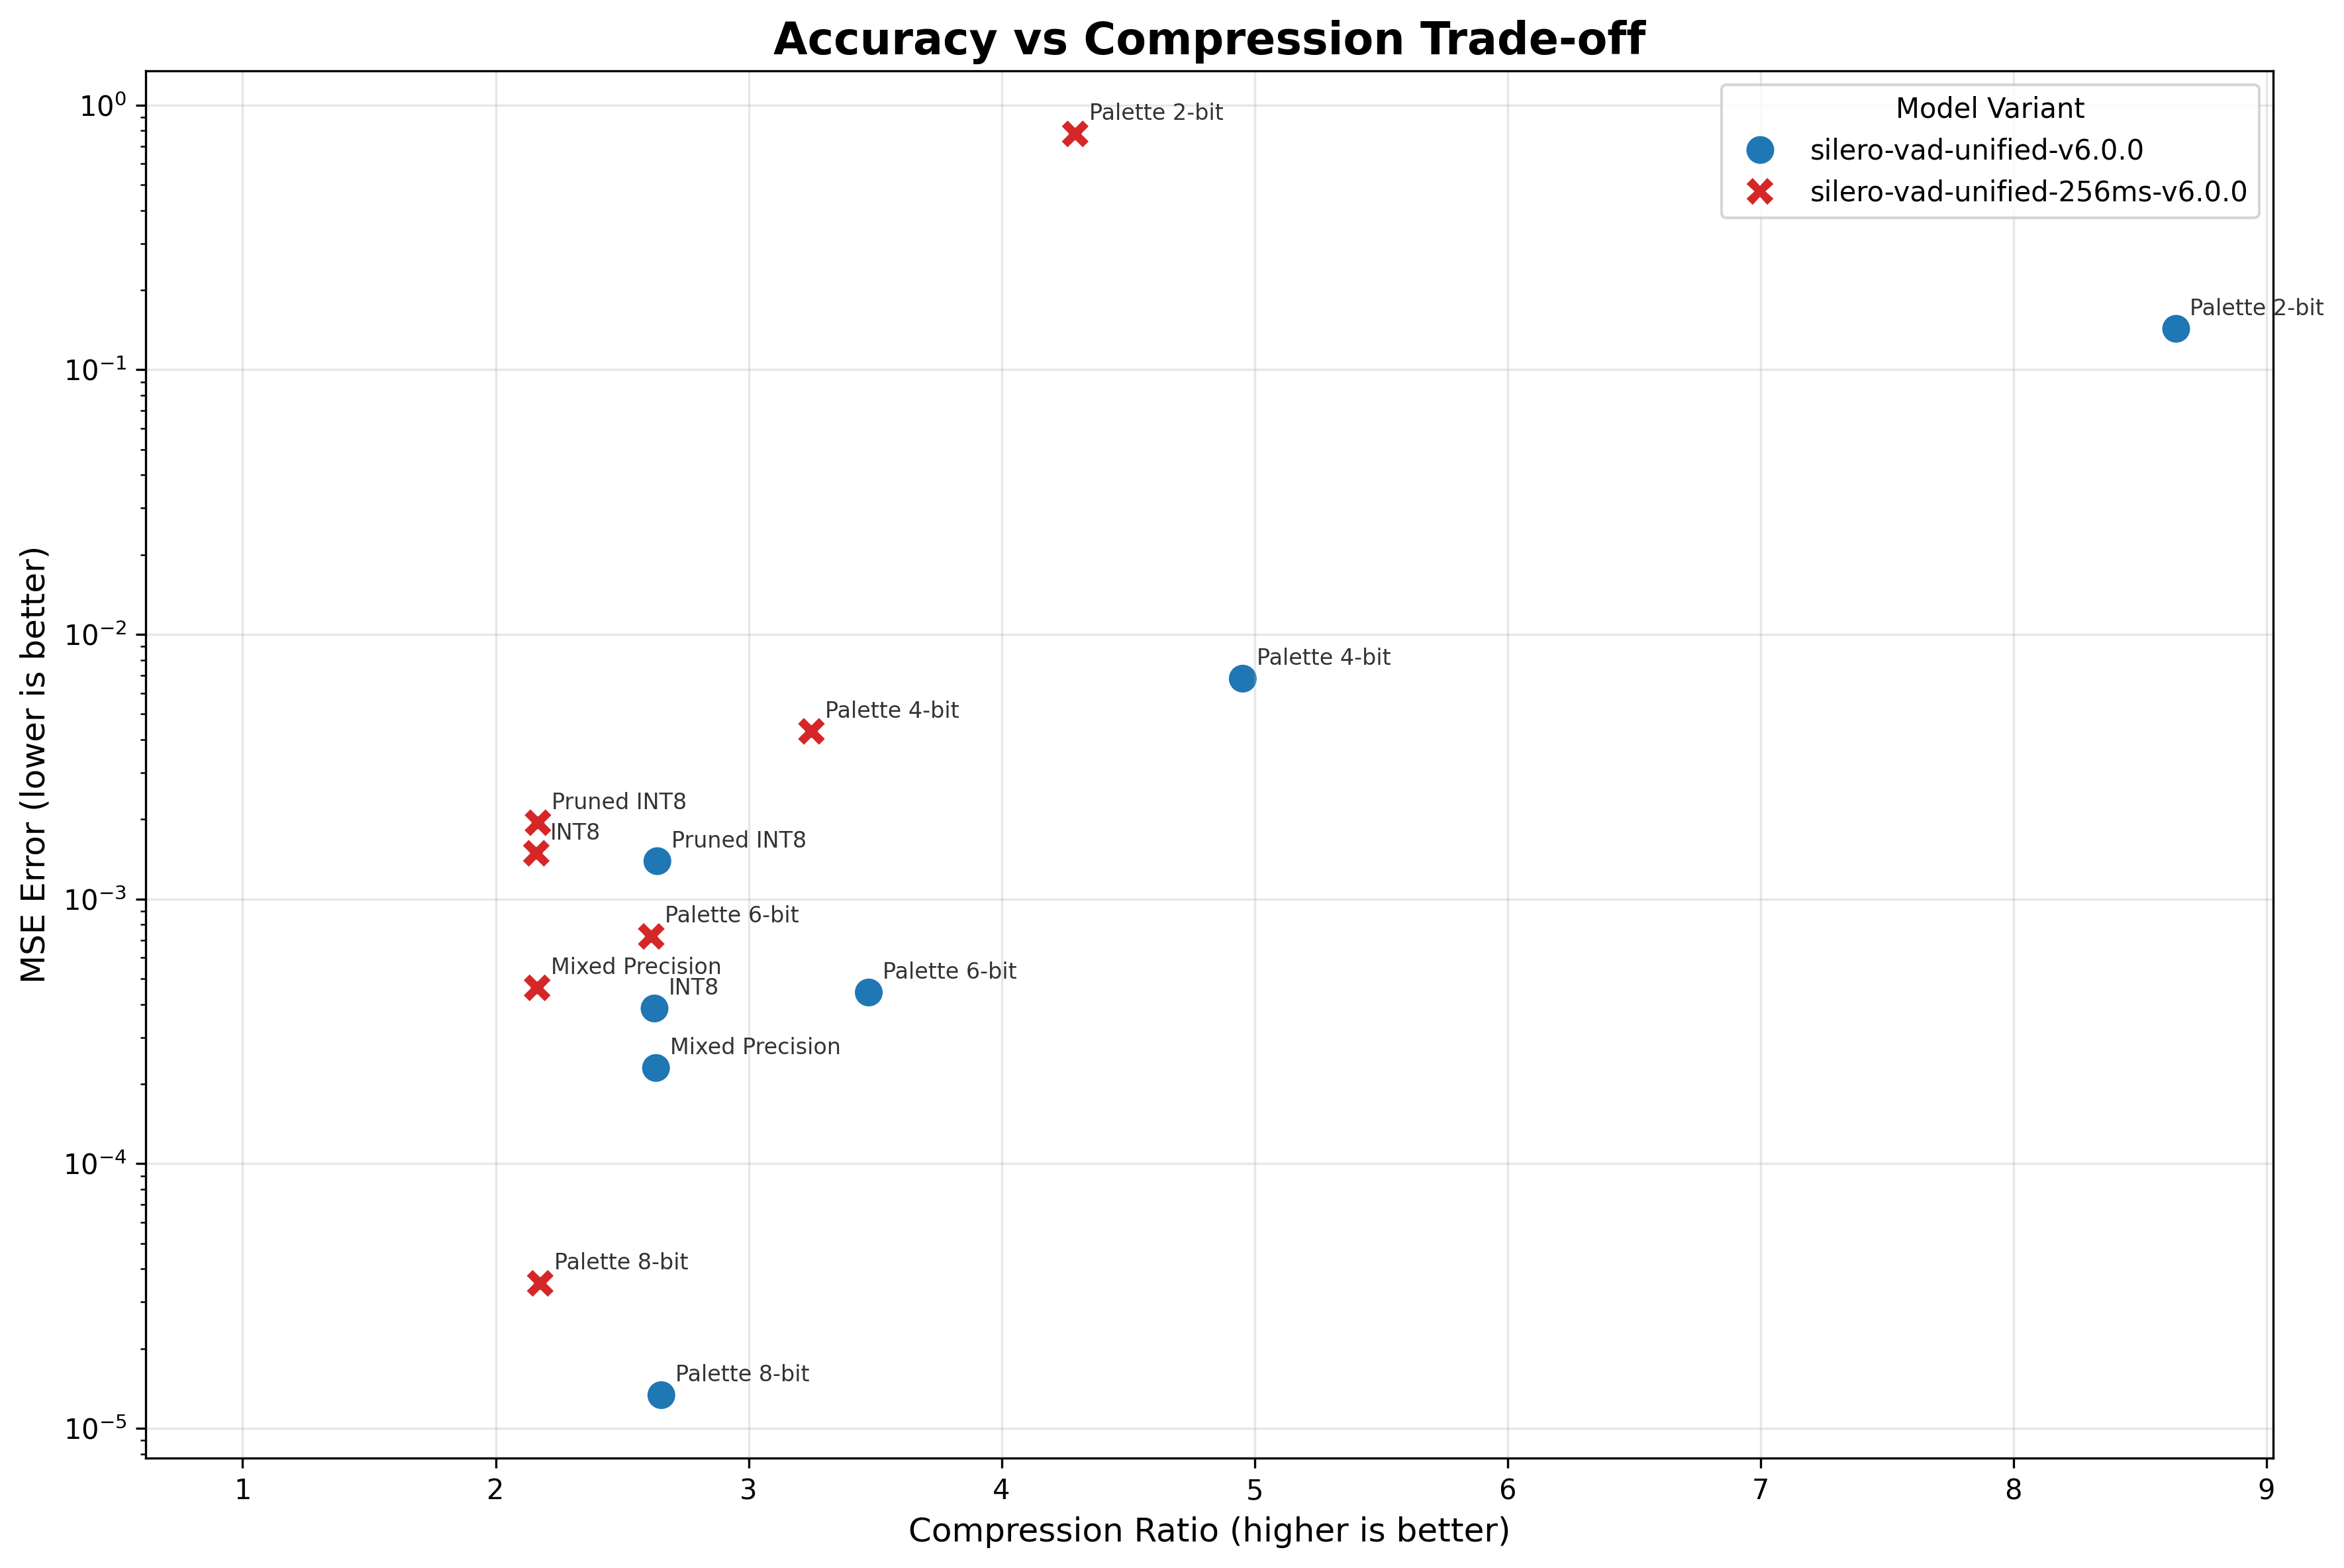 Accuracy vs Compression Trade-off
10⁰
Palette 2-bit
Model Variant
silero-vad-unified-v6.0.0
silero-vad-unified-256ms-v6.0.0
Palette 2-bit
10⁻¹
10⁻²
Palette 4-bit
Palette 4-bit
Pruned INT8
INT8
Pruned INT8
10⁻³
Palette 6-bit
Mixed Precision
Palette 6-bit
INT8
Mixed Precision
10⁻⁴
Palette 8-bit
Palette 8-bit
10⁻⁵
MSE Error (lower is better)
1 2 3 4 5 6 7 8 9
Compression Ratio (higher is better)